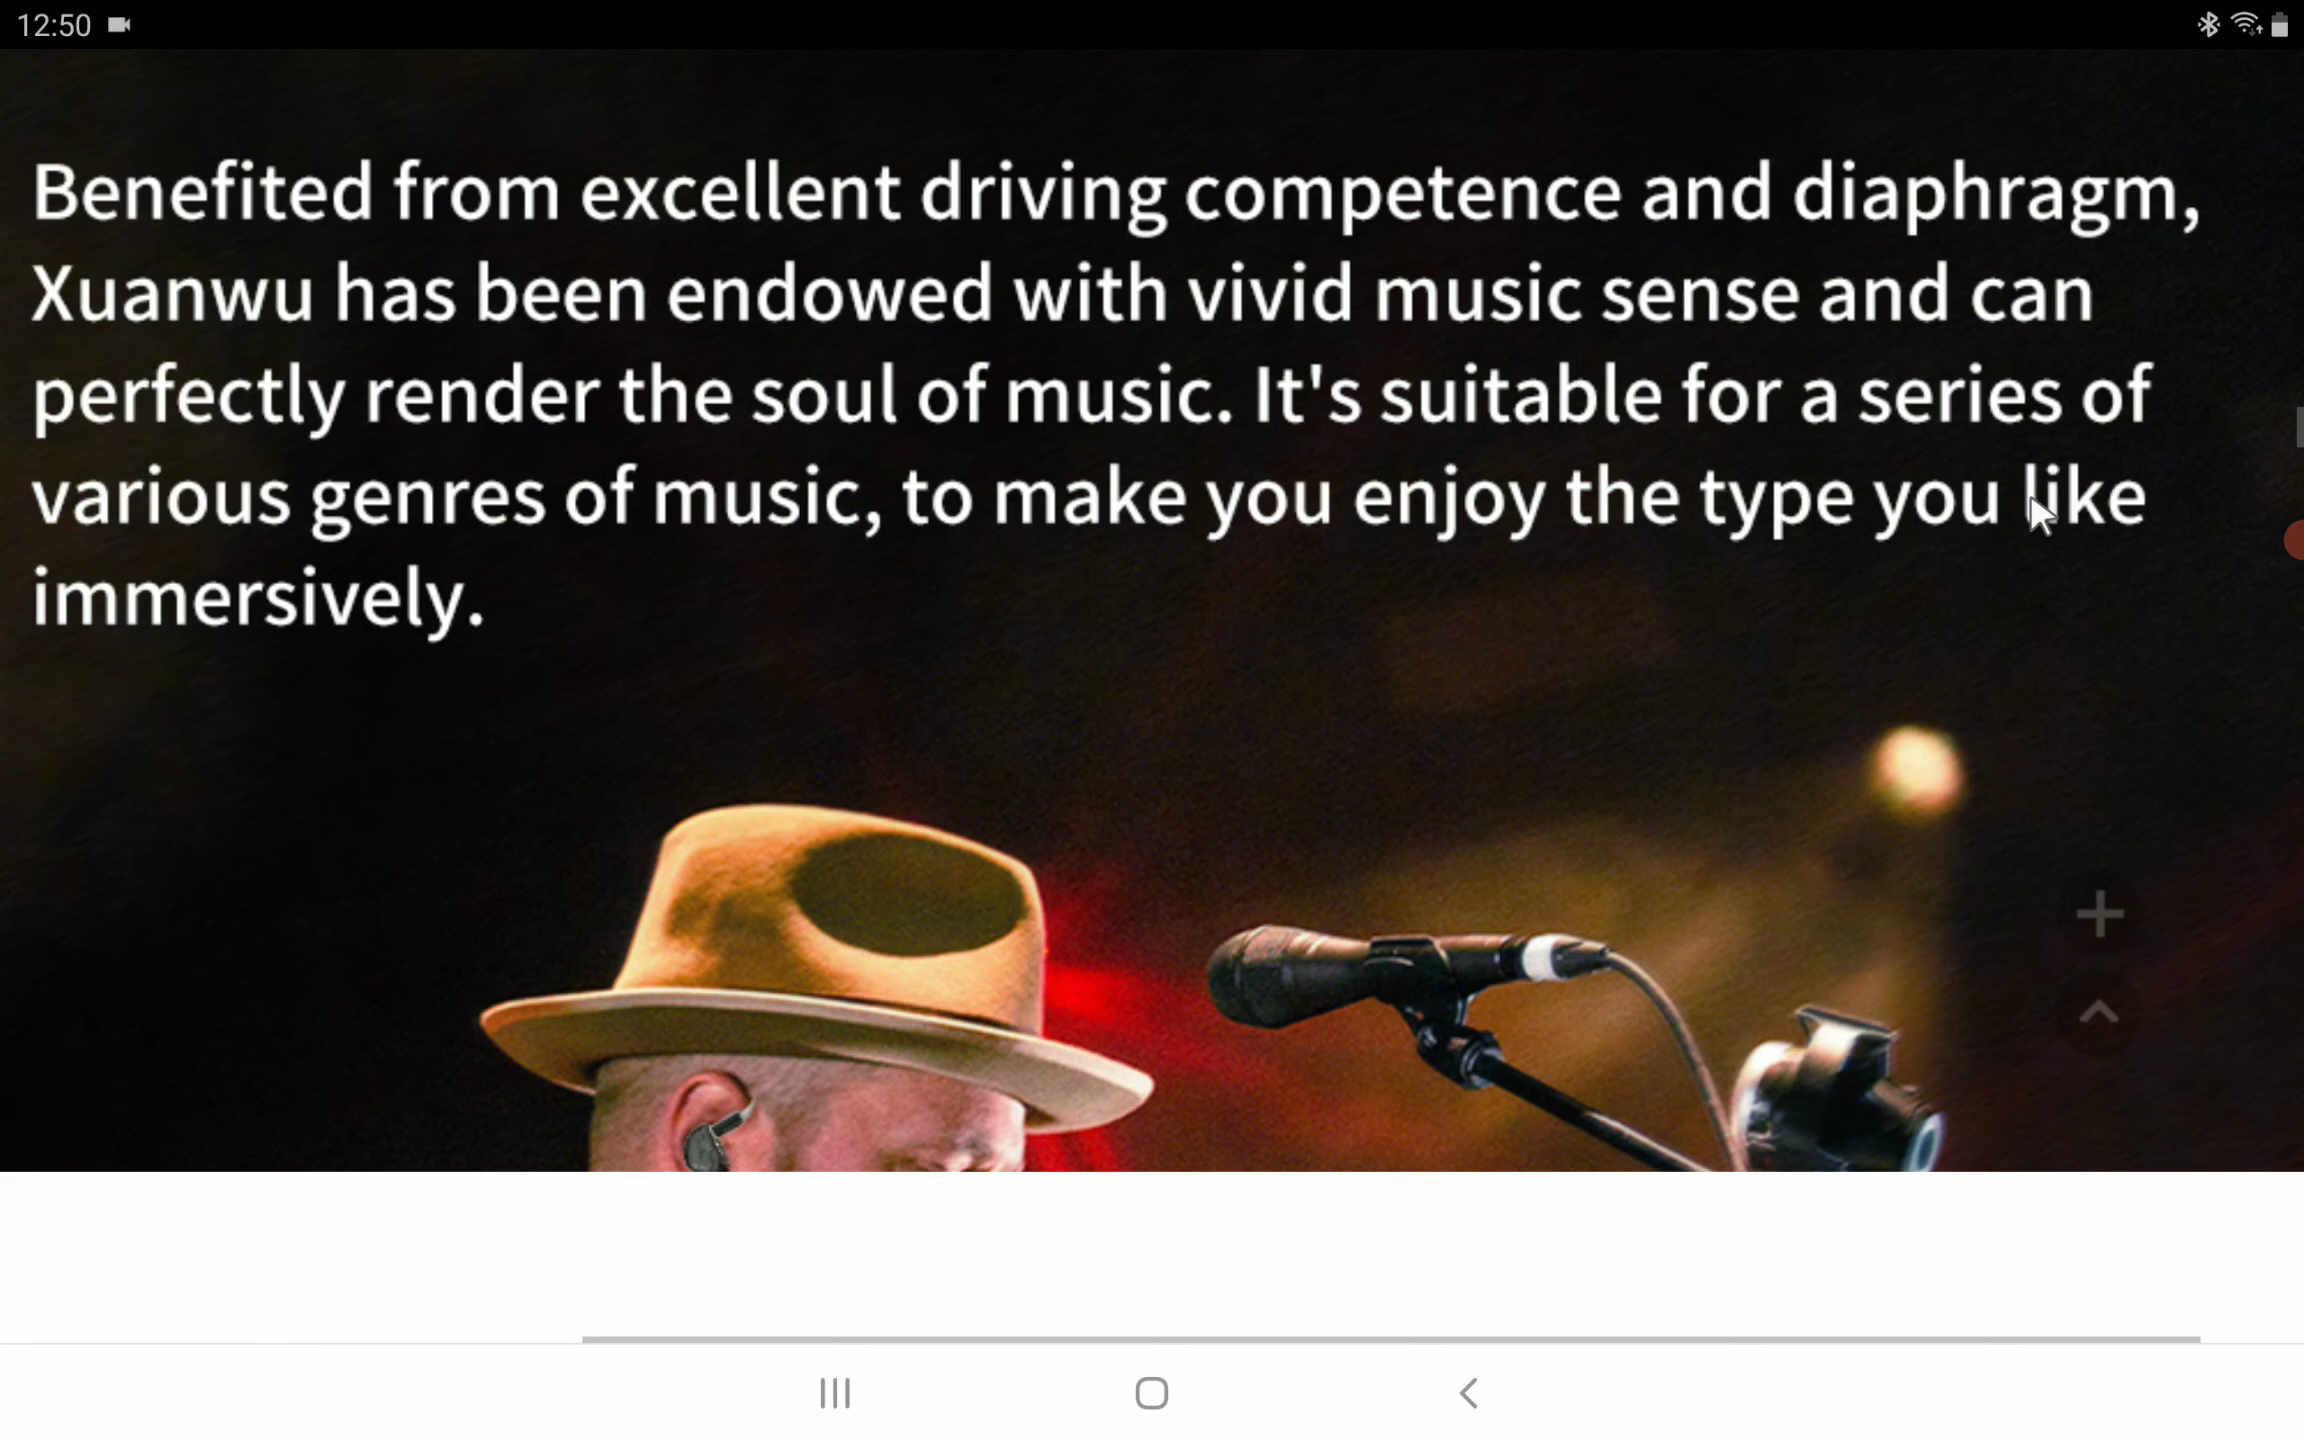 12:50
Benefited from excellent driving competence and diaphragm,
Xuanwu has been endowed with vivid music sense and can
perfectly render the soul of music. It's suitable for a series of
various genres of music, to make you enjoy the type you like
immersively.